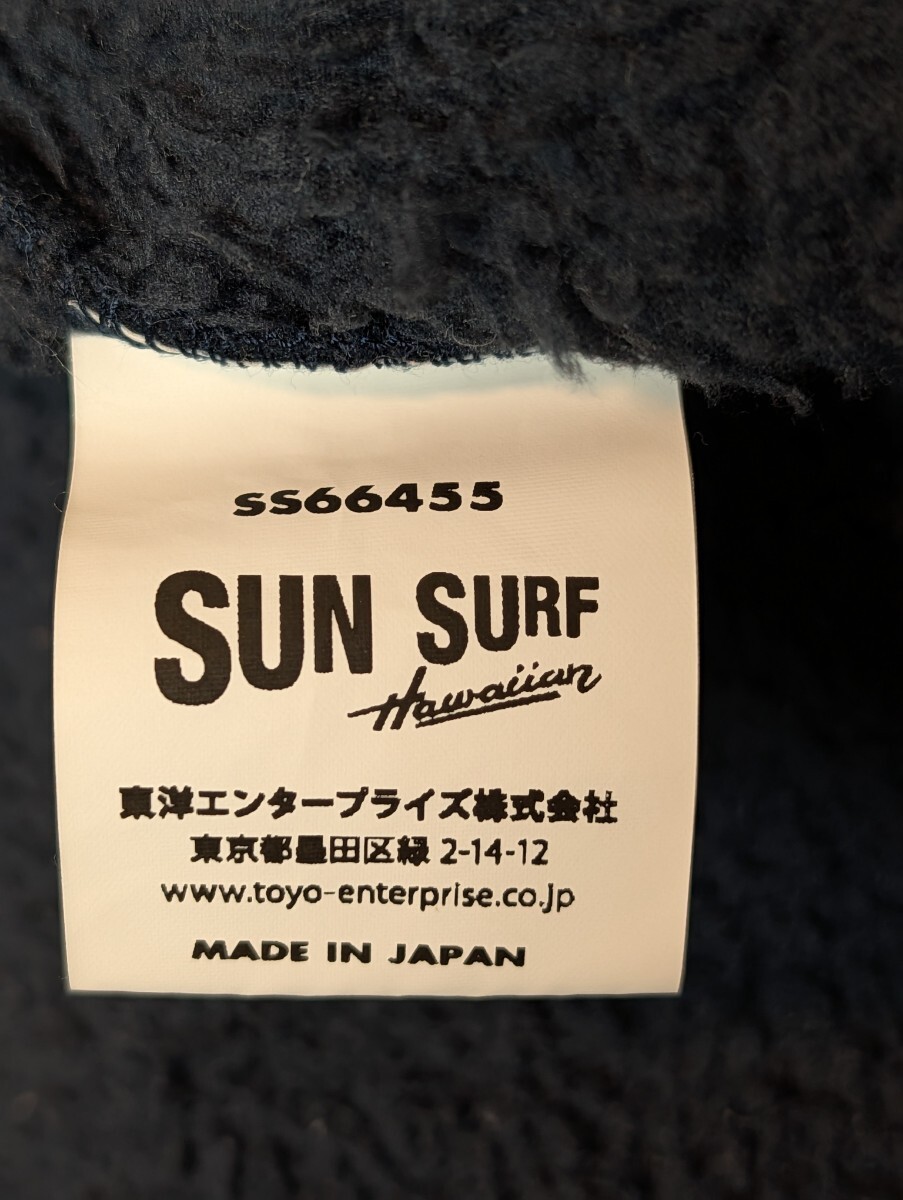 SS66455
SUN SURF
Hawaiian
東洋エンタープライズ株式会社
東京都墨田区緑 2-14-12
www.toyo-enterprise.co.jp
MADE IN JAPAN